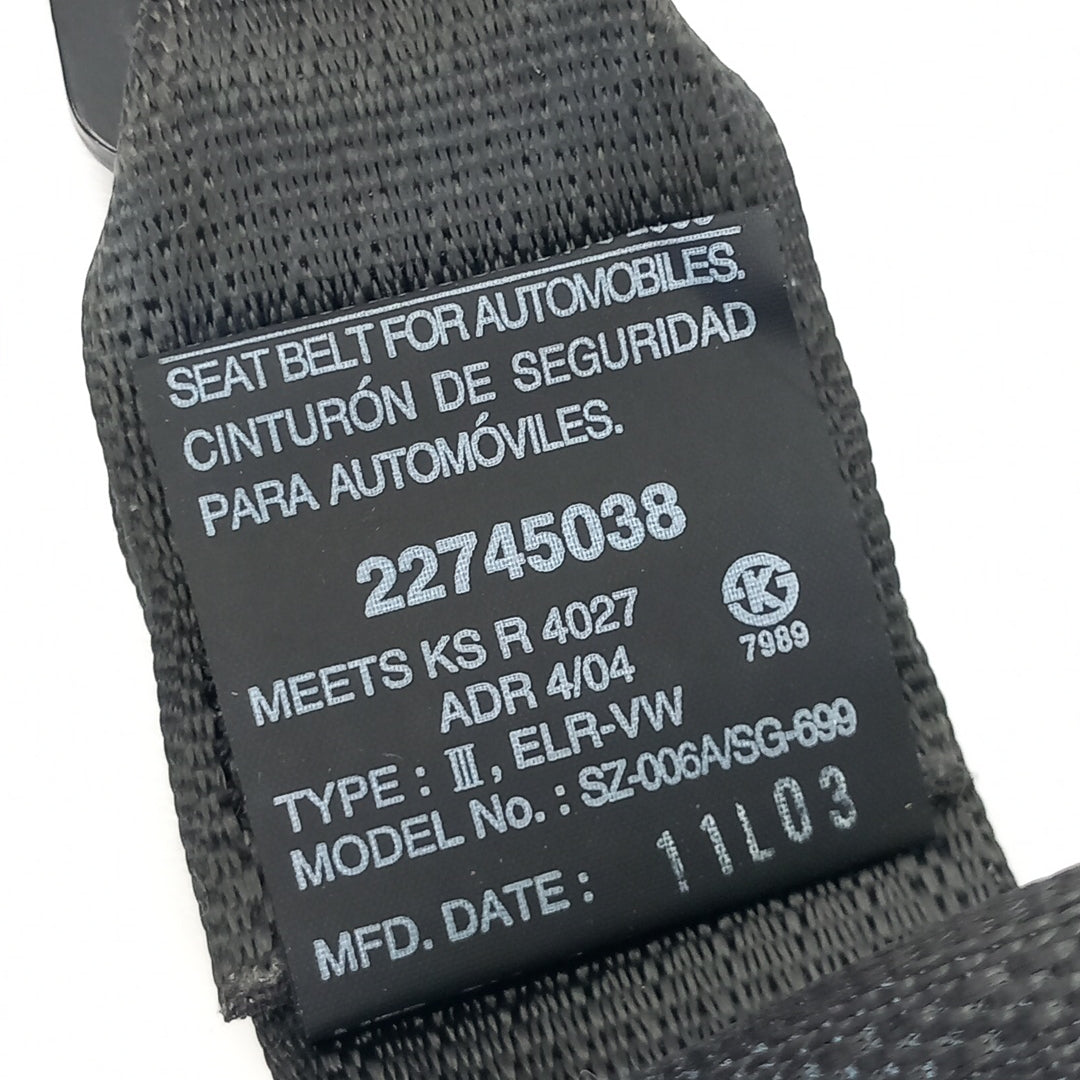 SEAT BELT FOR AUTOMOBILES.
CINTURÓN DE SEGURIDAD
PARA AUTOMÓVILES.
22745038
MEETS KS R 4027
ADR 4/04
7989
TYPE : III, ELR-VW
MODEL No. : SZ-006A/SG-699
MFD. DATE : 11L03